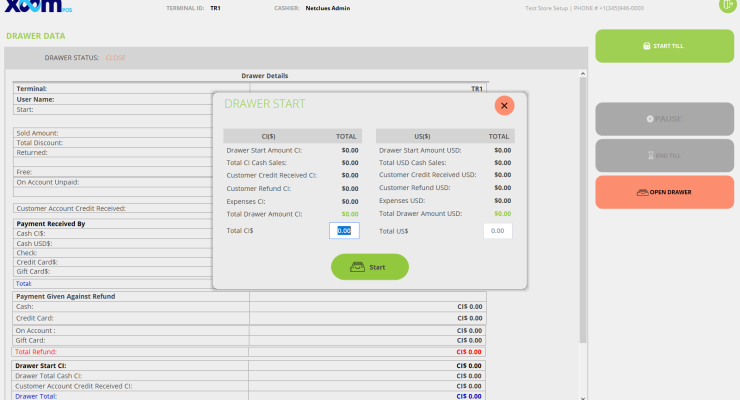 xoom POS
TERMINAL ID: TR1 CASHIER: Netclues Admin Test Store Setup | PHONE # +1(345)946-0000
DRAWER DATA
DRAWER STATUS: CLOSE
START TILL
PAUSE
END TILL
OPEN DRAWER
Drawer Details
Terminal: TR1
User Name:
Start:
Sold Amount:
Total Discount:
Returned:
Free:
On Account Unpaid:
Customer Account Credit Received:
Payment Received By
Cash CI$:
Cash USD$:
Check:
Credit Card$:
Gift Card$:
Total:
Payment Given Against Refund
Cash: CI$ 0.00
Credit Card: CI$ 0.00
On Account : CI$ 0.00
Gift Card: CI$ 0.00
Total Refund: CI$ 0.00
Drawer Start CI: CI$ 0.00
Drawer Total Cash CI: CI$ 0.00
Customer Account Credit Received CI: CI$ 0.00
Drawer Total: CI$ 0.00
DRAWER START
CI($) TOTAL US($) TOTAL
Drawer Start Amount CI: $0.00 Drawer Start Amount USD: $0.00
Total CI Cash Sales: $0.00 Total USD Cash Sales: $0.00
Customer Credit Received CI: $0.00 Customer Credit Received USD: $0.00
Customer Refund CI: $0.00 Customer Refund USD: $0.00
Expenses CI: $0.00 Expenses USD: $0.00
Total Drawer Amount CI: $0.00 Total Drawer Amount USD: $0.00
Total CI$ 0.00 Total US$ 0.00
Start